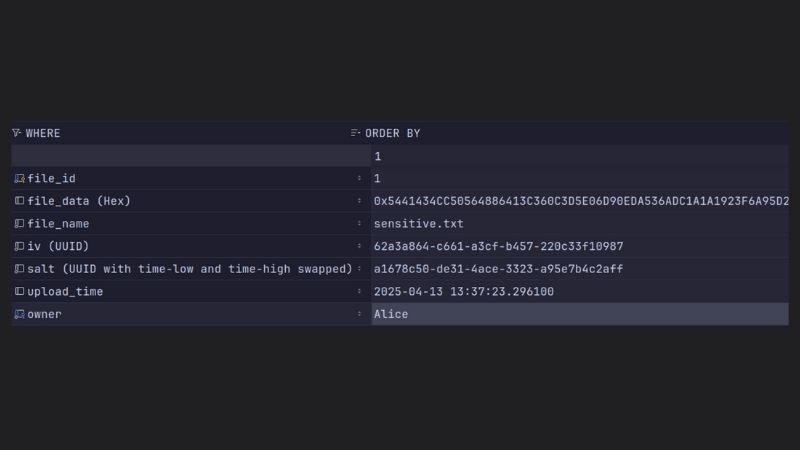 WHERE ORDER BY
1
file_id 1
file_data (Hex) 0x5441434CC50564886413C360C3D5E06D90EDA536ADC1A1A1923F6A95D2
file_name sensitive.txt
iv (UUID) 62a3a864-c661-a3cf-b457-220c33f10987
salt (UUID with time-low and time-high swapped) a1678c50-de31-4ace-3323-a95e7b4c2aff
upload_time 2025-04-13 13:37:23.296100
owner Alice